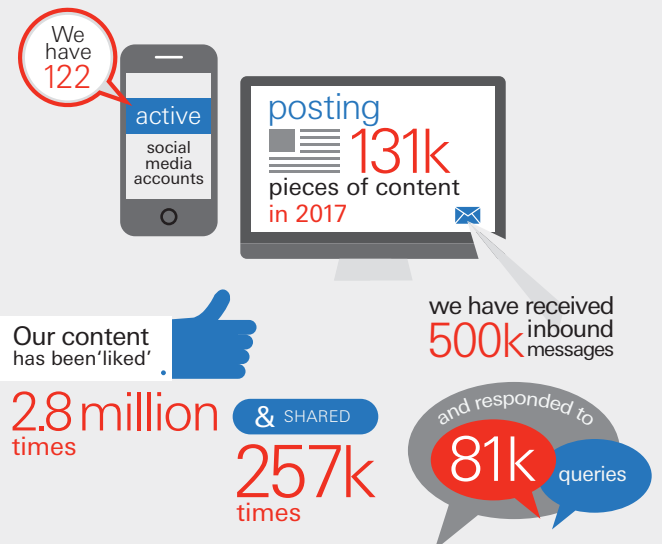 We
have
122
active
social
media
accounts
posting
131k
pieces of content
in 2017
Our content
has been'liked'
2.8 million
times
& SHARED
257k
times
we have received
500k inbound
messages
and responded to
81k
queries